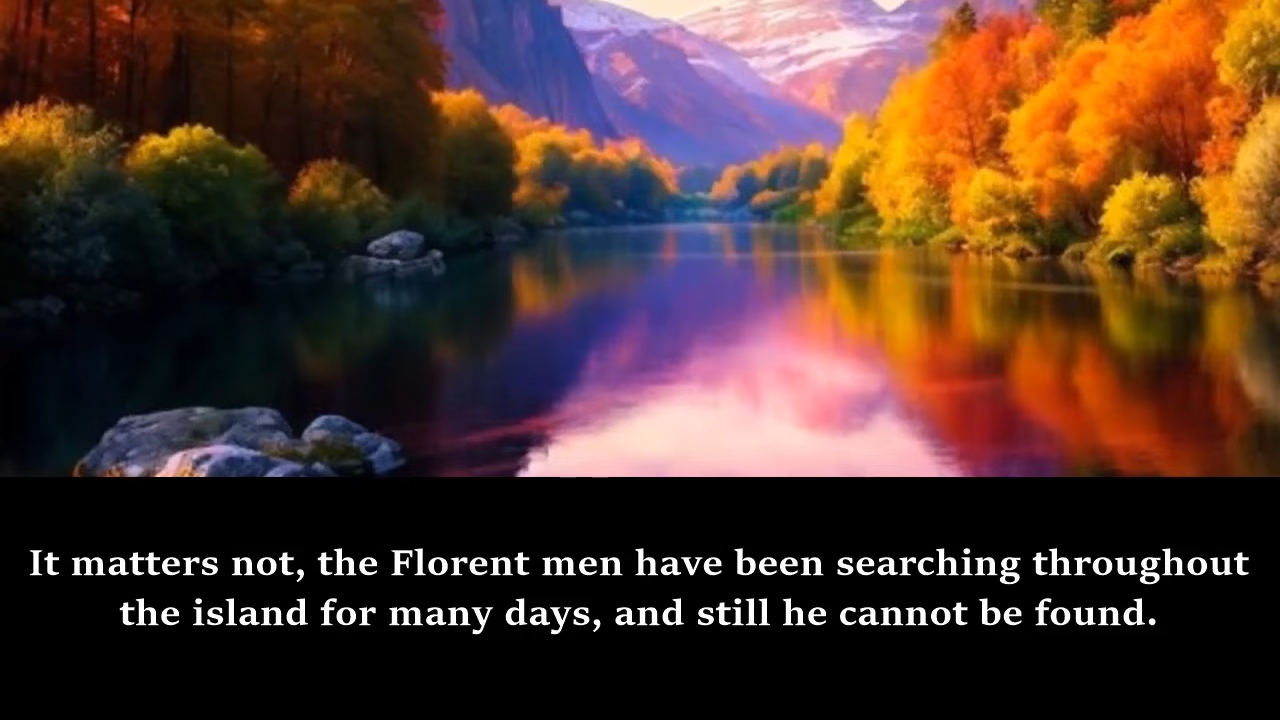 It matters not, the Florent men have been searching throughout
the island for many days, and still he cannot be found.